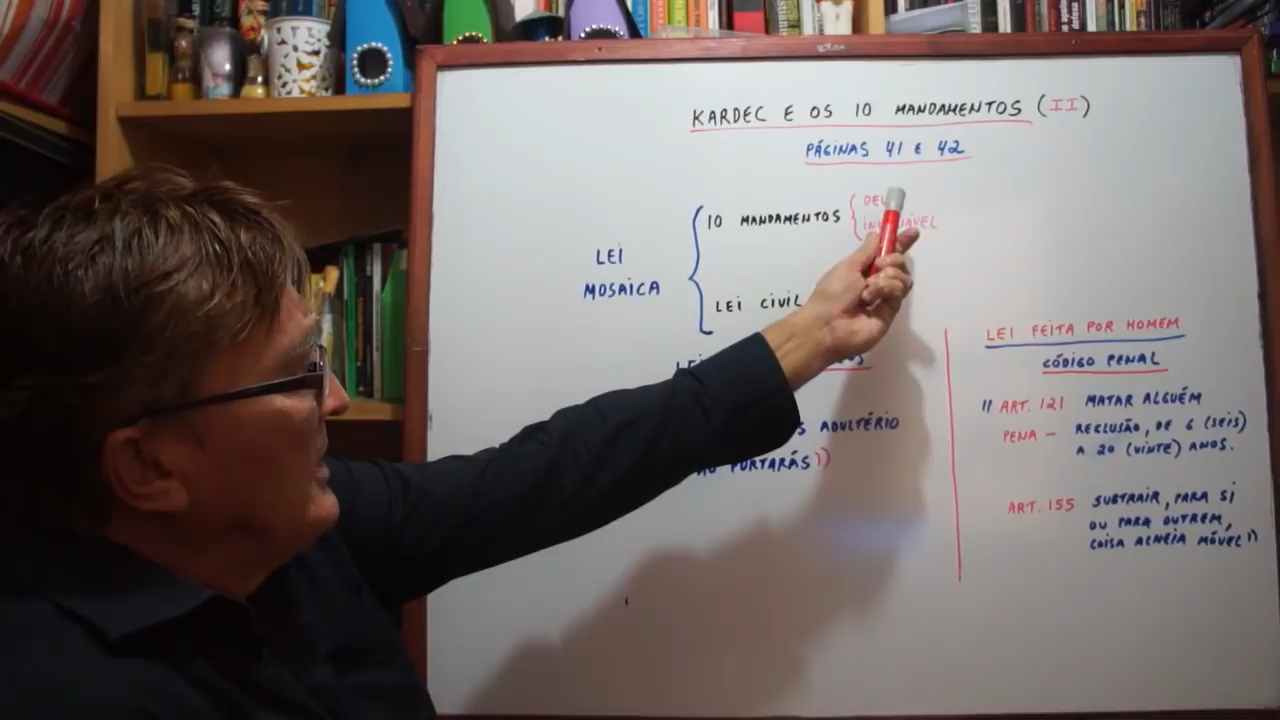 KARDEC E OS 10 MANDAMENTOS (II)
PÁGINAS 41 E 42
LEI
MOSAICA
10 MANDAMENTOS
LEI CIVIL
ADULTÉRIO
FURTARÁS"
LEI FEITA POR HOMEM
CÓDIGO PENAL
"ART. 121 MATAR ALGUÉM
PENA – RECLUSÃO, DE 6 (SEIS)
A 20 (VINTE) ANOS.
ART. 155 SUBTRAIR, PARA SI
OU PARA OUTREM,
COISA ALHEIA MÓVEL"